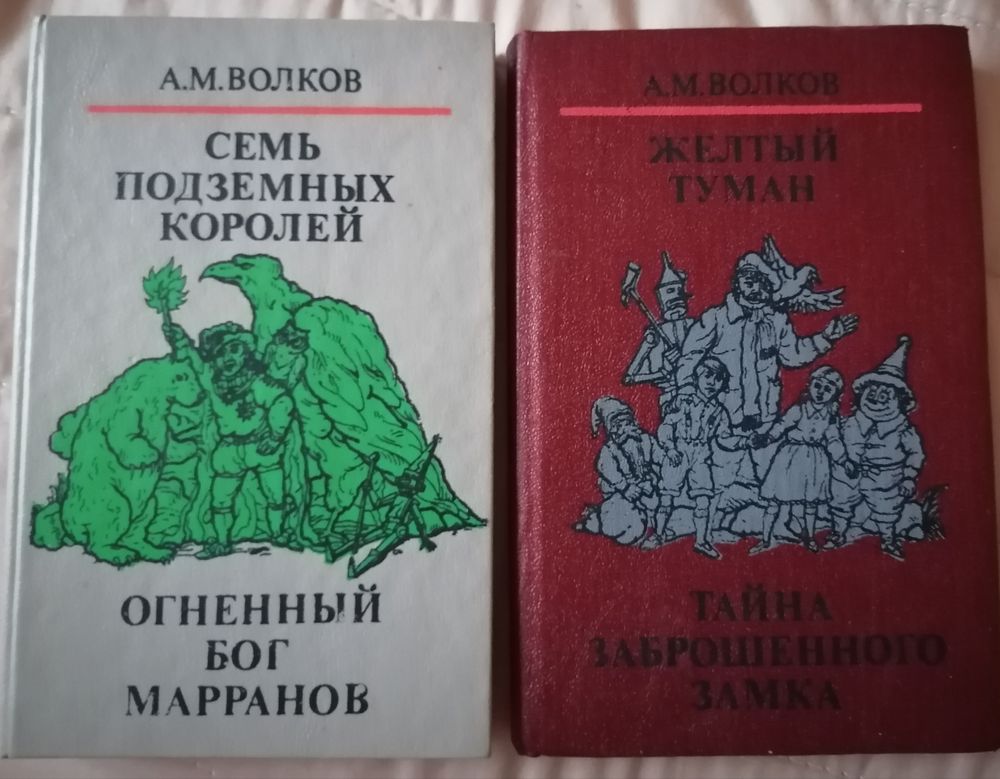 А.М.ВОЛКОВ
СЕМЬ
ПОДЗЕМНЫХ
КОРОЛЕЙ
ОГНЕННЫЙ
БОГ
МАРРАНОВ
А.М.ВОЛКОВ
ЖЕЛТЫЙ
ТУМАН
ТАЙНА
ЗАБРОШЕННОГО
ЗАМКА